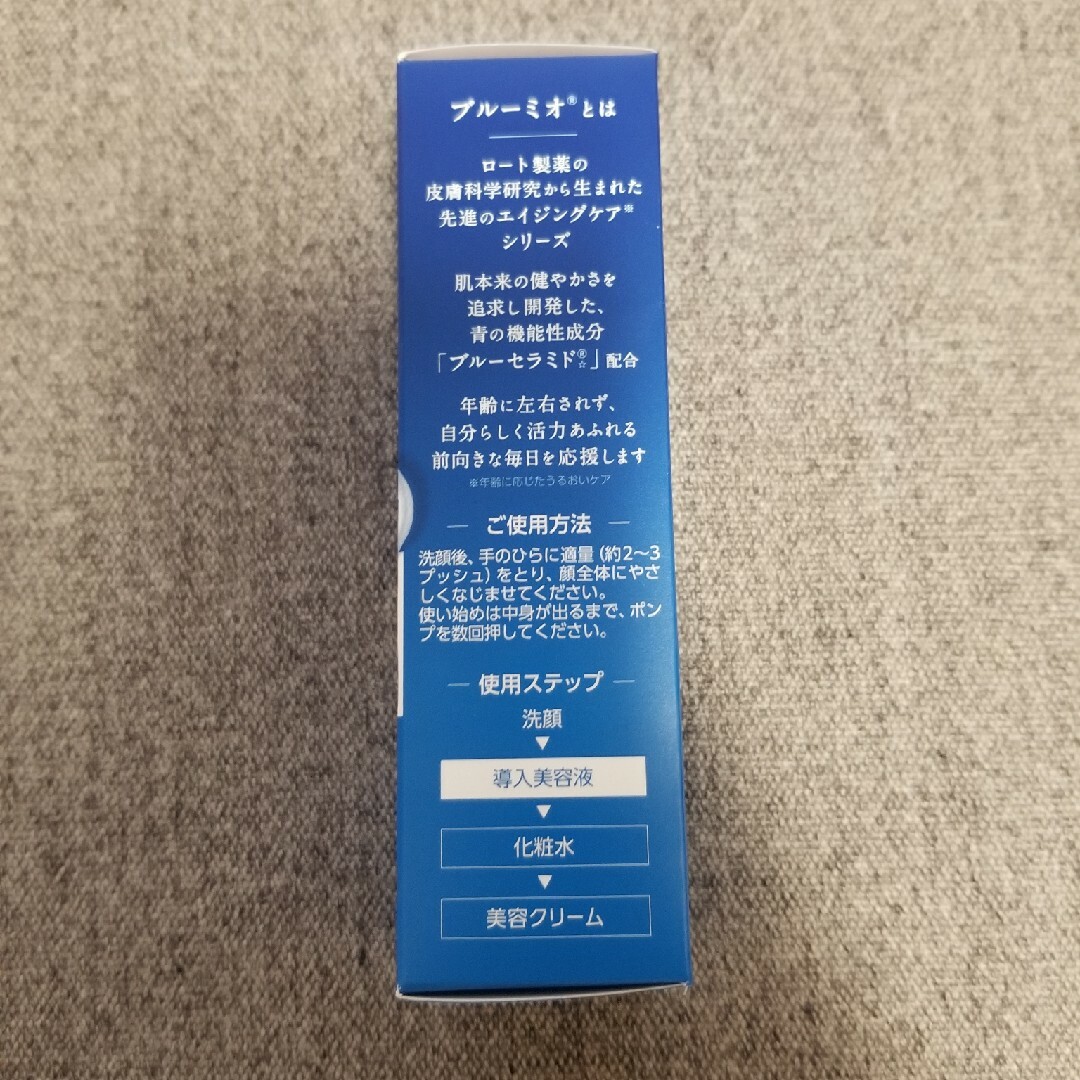 ブルーミオ®とは
ロート製薬の
皮膚科学研究から生まれた
先進のエイジングケア※
シリーズ
肌本来の健やかさを
追求し開発した、
青の機能性成分
「ブルーセラミド®☆」配合
年齢に左右されず、
自分らしく活力あふれる
前向きな毎日を応援します
※年齢に応じたうるおいケア
ご使用方法
洗顔後、手のひらに適量(約2〜3
プッシュ)をとり、顔全体にやさ
しくなじませてください。
使い始めは中身が出るまで、ポン
プを数回押してください。
使用ステップ
洗顔
▼
導入美容液
▼
化粧水
▼
美容クリーム